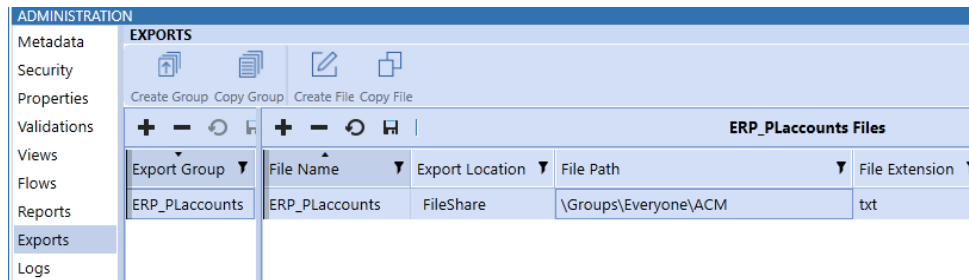 ADMINISTRATION
Metadata
Security
Properties
Validations
Views
Flows
Reports
Exports
Logs
EXPORTS
Create Group Copy Group Create File Copy File
ERP_PLaccounts Files
Export Group File Name Export Location File Path File Extension
ERP_PLaccounts ERP_PLaccounts FileShare \Groups\Everyone\ACM txt